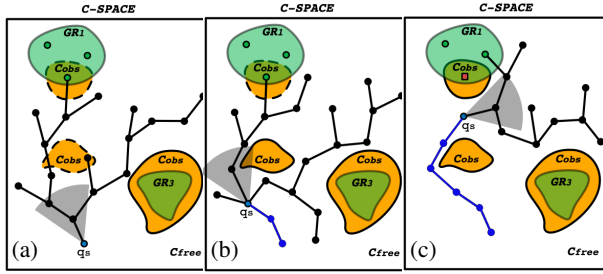 C-SPACE
GR1
Cobs
Cobs
Cobs
GR3
qs
Cfree
(a)
C-SPACE
GR1
Cobs
Cobs
Cobs
GR3
qs
Cfree
(b)
C-SPACE
GR1
Cobs
qs
Cobs
Cobs
GR3
Cfree
(c)